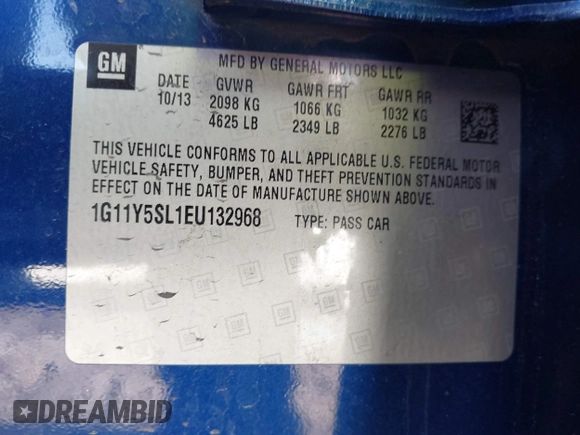 GM
MFD BY GENERAL MOTORS LLC
DATE GVWR GAWR FRT GAWR RR
10/13 2098 KG 1066 KG 1032 KG
4625 LB 2349 LB 2276 LB
THIS VEHICLE CONFORMS TO ALL APPLICABLE U.S. FEDERAL MOTOR
VEHICLE SAFETY, BUMPER, AND THEFT PREVENTION STANDARDS IN
EFFECT ON THE DATE OF MANUFACTURE SHOWN ABOVE.
1G11Y5SL1EU132968 TYPE: PASS CAR
DREAMBID